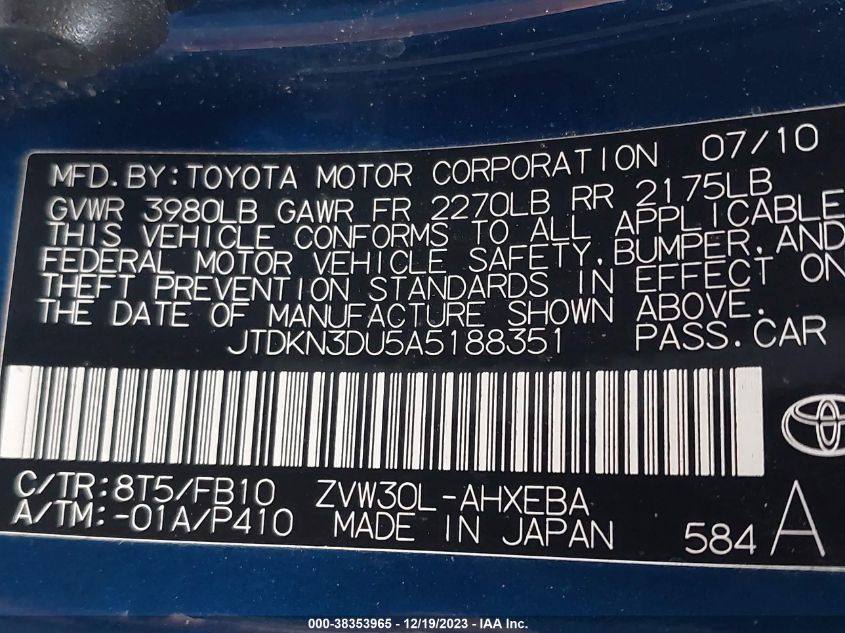 MFD. BY: TOYOTA MOTOR CORPORATION 07/10
GVWR 3980LB GAWR FR 2270LB RR 2175LB
THIS VEHICLE CONFORMS TO ALL APPLICABLE
FEDERAL MOTOR VEHICLE SAFETY, BUMPER, AND
THEFT PREVENTION STANDARDS IN EFFECT ON
THE DATE OF MANUFACTURE SHOWN ABOVE.
JTDKN3DU5A5188351 PASS. CAR
C/TR: 8T5/FB10 ZVW30L-AHXEBA
A/TM: -01A/P410 MADE IN JAPAN 584 A
000-38353965 - 12/19/2023 - IAA Inc.